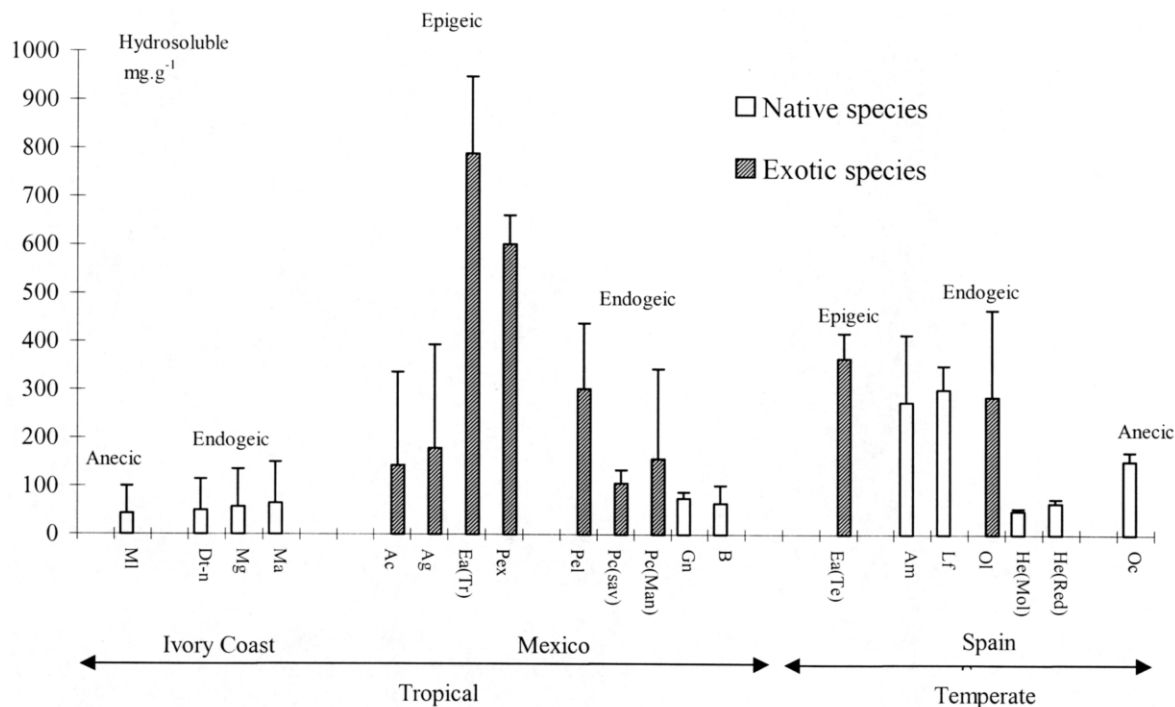 Epigeic
Hydrosoluble
mg.g-1
1000
900
800
700
600
500
400
300
200
100
0
Native species
Exotic species
Anecic
Endogeic
Endogeic
Epigeic
Endogeic
Anecic
Ml
Dt-n
Mg
Ma
Ac
Ag
Ea(Tr)
Pex
Pel
Pc(sav)
Pc(Man)
Gn
B
Ea(Te)
Am
Lf
Ol
He(Mol)
He(Red)
Oc
Ivory Coast
Mexico
Spain
Tropical
Temperate